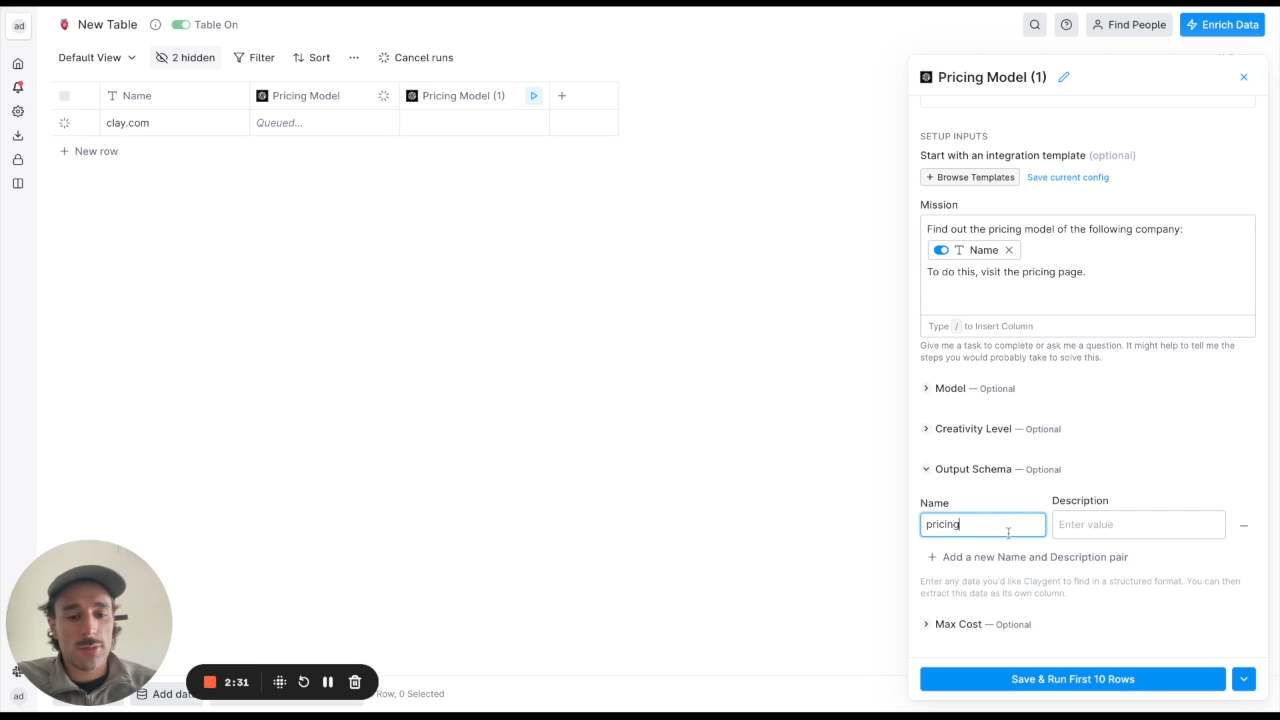 ad
New Table
Table On
Find People
Enrich Data
Default View
2 hidden
Filter
Sort
Cancel runs
Name
Pricing Model
Pricing Model (1)
clay.com
Queued...
New row
Pricing Model (1)
SETUP INPUTS
Start with an integration template (optional)
+ Browse Templates
Save current config
Mission
Find out the pricing model of the following company:
Name
To do this, visit the pricing page.
Type / to Insert Column
Give me a task to complete or ask me a question. It might help to tell me the
steps you would probably take to solve this.
Model — Optional
Creativity Level — Optional
Output Schema — Optional
Name
Description
pricing
Enter value
Add a new Name and Description pair
Enter any data you'd like Claygent to find in a structured format. You can then
extract this data as its own column.
Max Cost — Optional
Save & Run First 10 Rows
2:31
ad
Add
Row, 0 Selected